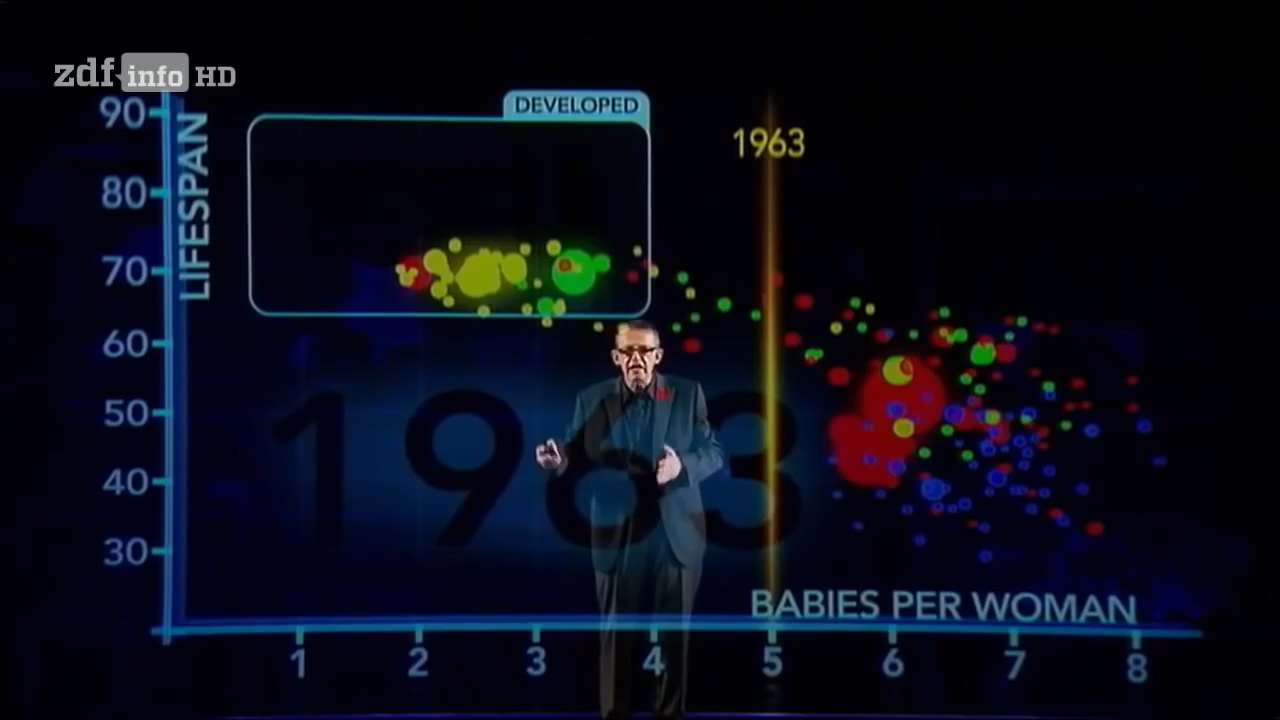 zdf info HD
DEVELOPED
1963
LIFESPAN
90
80
70
60
50
40
30
1963
BABIES PER WOMAN
1 2 3 4 5 6 7 8